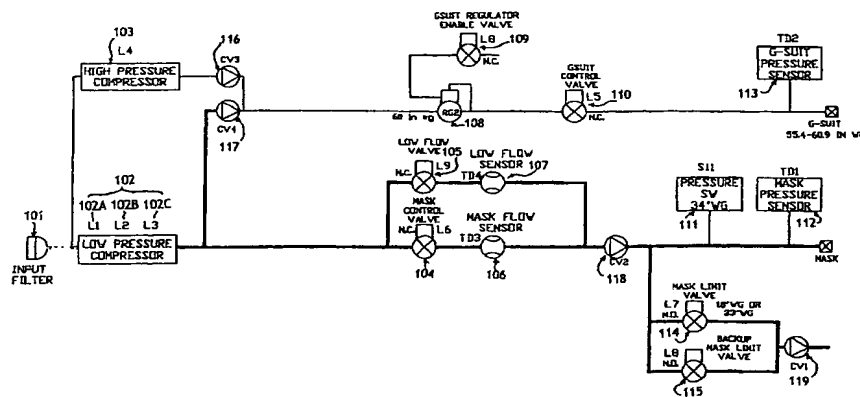 GSUIT REGULATOR
ENABLE VALVE
L8
109
N.C.
103
L4
HIGH PRESSURE
COMPRESSOR
116
CV3
CV4
117
RG2
108
GSUIT
CONTROL
VALVE
L5
110
N.C.
TD2
G-SUIT
PRESSURE
SENSOR
113
G-SUIT
55.4-60.9 IN W
LOW FLOW
VALVE
105
L9
N.C.
LOW FLOW
SENSOR
107
TD4
MASK
CONTROL
VALVE
N.C.
L6
104
MASK FLOW
SENSOR
TD3
106
102
102A
102B
102C
L1
L2
L3
LOW PRESSURE
COMPRESSOR
101
INPUT
FILTER
CV2
118
S11
PRESSURE
SW
34"WG
111
TD1
MASK
PRESSURE
SENSOR
112
MASK
MASK LIMIT
VALVE
L7
N.O.
18"WG OR
33"WG
114
BACKUP
MASK LIMIT
VALVE
L8
N.O.
115
CV1
119